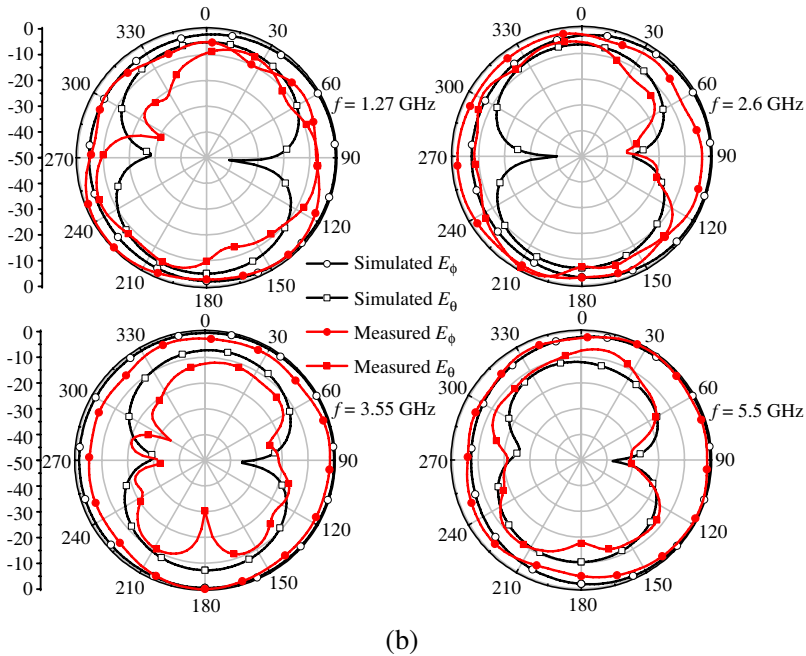 0 0
-0 330 30 330 30
-10 300 60 300 60
-20 f = 1.27 GHz f = 2.6 GHz
-30
-40
-50 270 90 270 90
-40
-30
-20 240 120 240 120
-10 210 150 210 150
0 180 180
Simulated Eϕ
Simulated Eθ
Measured Eϕ
Measured Eθ
0 0
0 330 30 330 30
-10 300 60 300 60
-20 f = 3.55 GHz f = 5.5 GHz
-30
-40
-50 270 90 270 90
-40
-30
-20 240 120 240 120
-10 210 150 210 150
0 180 180
(b)